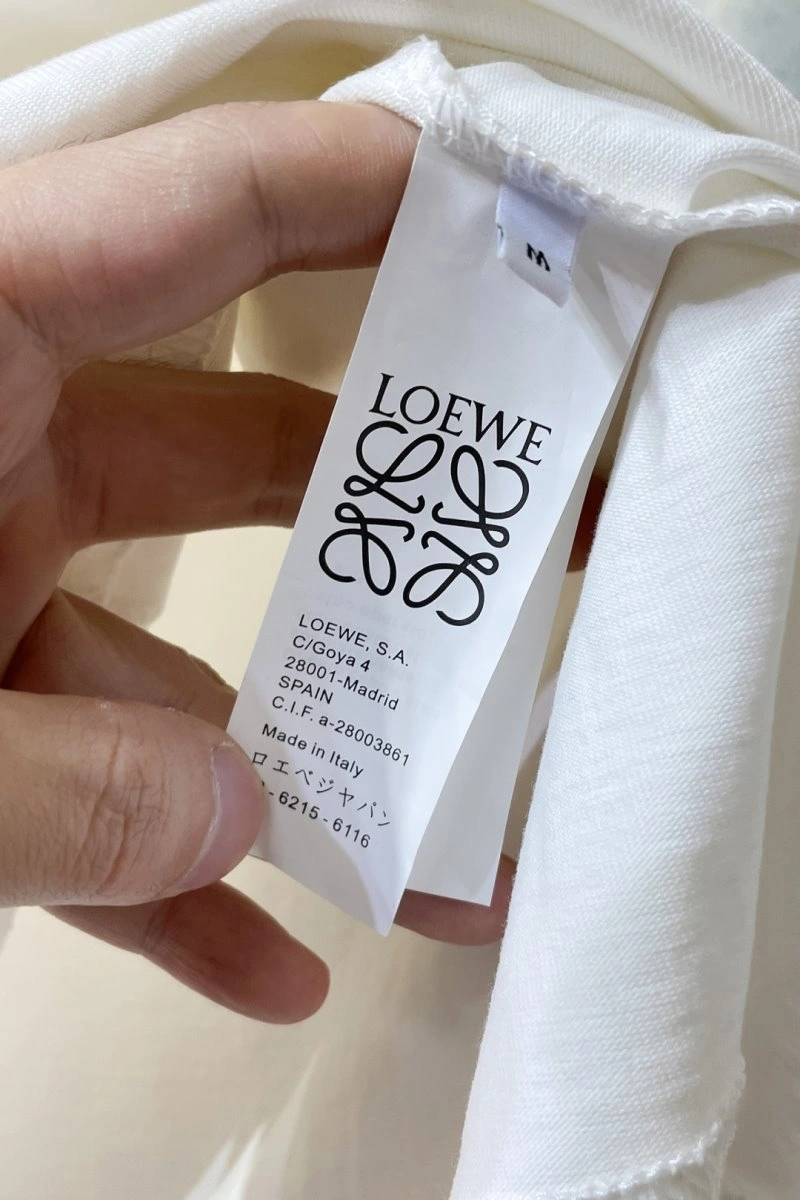 M
LOEWE
LOEWE, S.A.
C/Goya 4
28001-Madrid
SPAIN
C.I.F. a-28003861
Made in Italy
ロエベジャパン
- 6215 - 6116